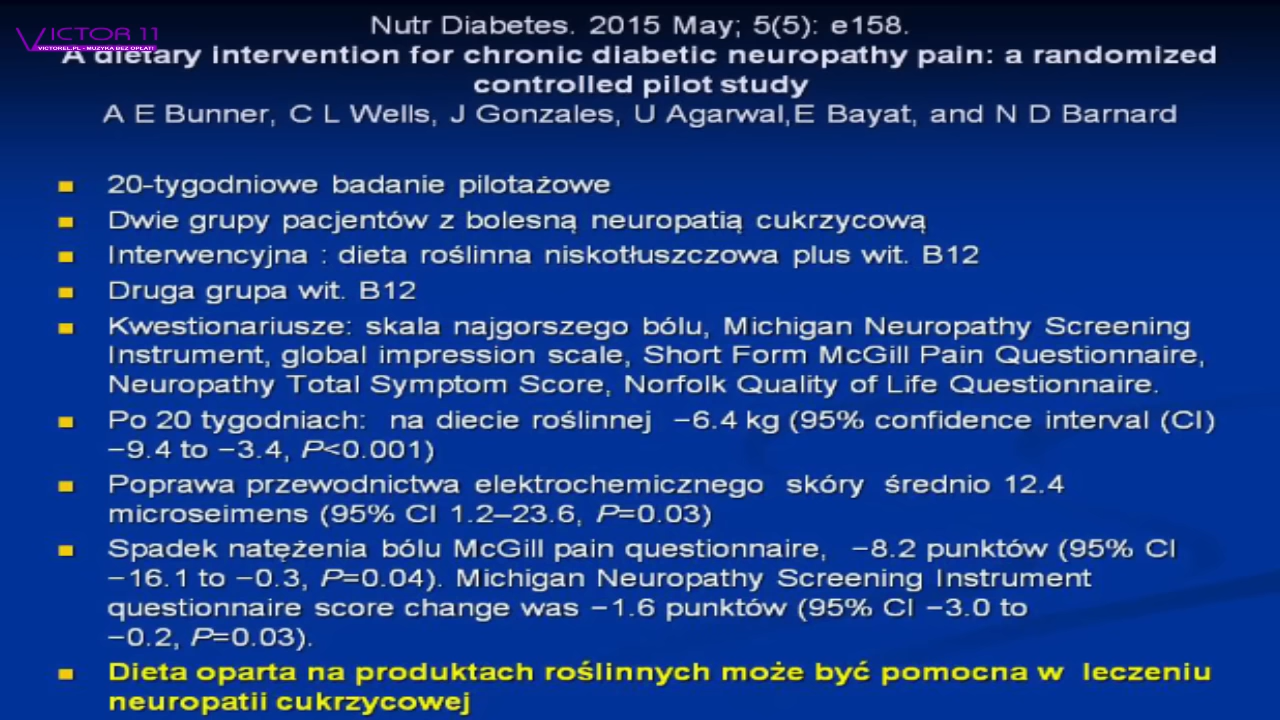 VICTOR 11
VICTOREL.PL - MUZYKA BEZ OPŁAT!
Nutr Diabetes. 2015 May; 5(5): e158.
A dietary intervention for chronic diabetic neuropathy pain: a randomized
controlled pilot study
A E Bunner, C L Wells, J Gonzales, U Agarwal,E Bayat, and N D Barnard
20-tygodniowe badanie pilotażowe
Dwie grupy pacjentów z bolesną neuropatią cukrzycową
Interwencyjna : dieta roślinna niskotłuszczowa plus wit. B12
Druga grupa wit. B12
Kwestionariusze: skala najgorszego bólu, Michigan Neuropathy Screening
Instrument, global impression scale, Short Form McGill Pain Questionnaire,
Neuropathy Total Symptom Score, Norfolk Quality of Life Questionnaire.
Po 20 tygodniach: na diecie roślinnej −6.4 kg (95% confidence interval (CI)
−9.4 to −3.4, P<0.001)
Poprawa przewodnictwa elektrochemicznego skóry średnio 12.4
microseimens (95% CI 1.2–23.6, P=0.03)
Spadek natężenia bólu McGill pain questionnaire, −8.2 punktów (95% CI
−16.1 to −0.3, P=0.04). Michigan Neuropathy Screening Instrument
questionnaire score change was −1.6 punktów (95% CI −3.0 to
−0.2, P=0.03).
Dieta oparta na produktach roślinnych może być pomocna w leczeniu
neuropatii cukrzycowej